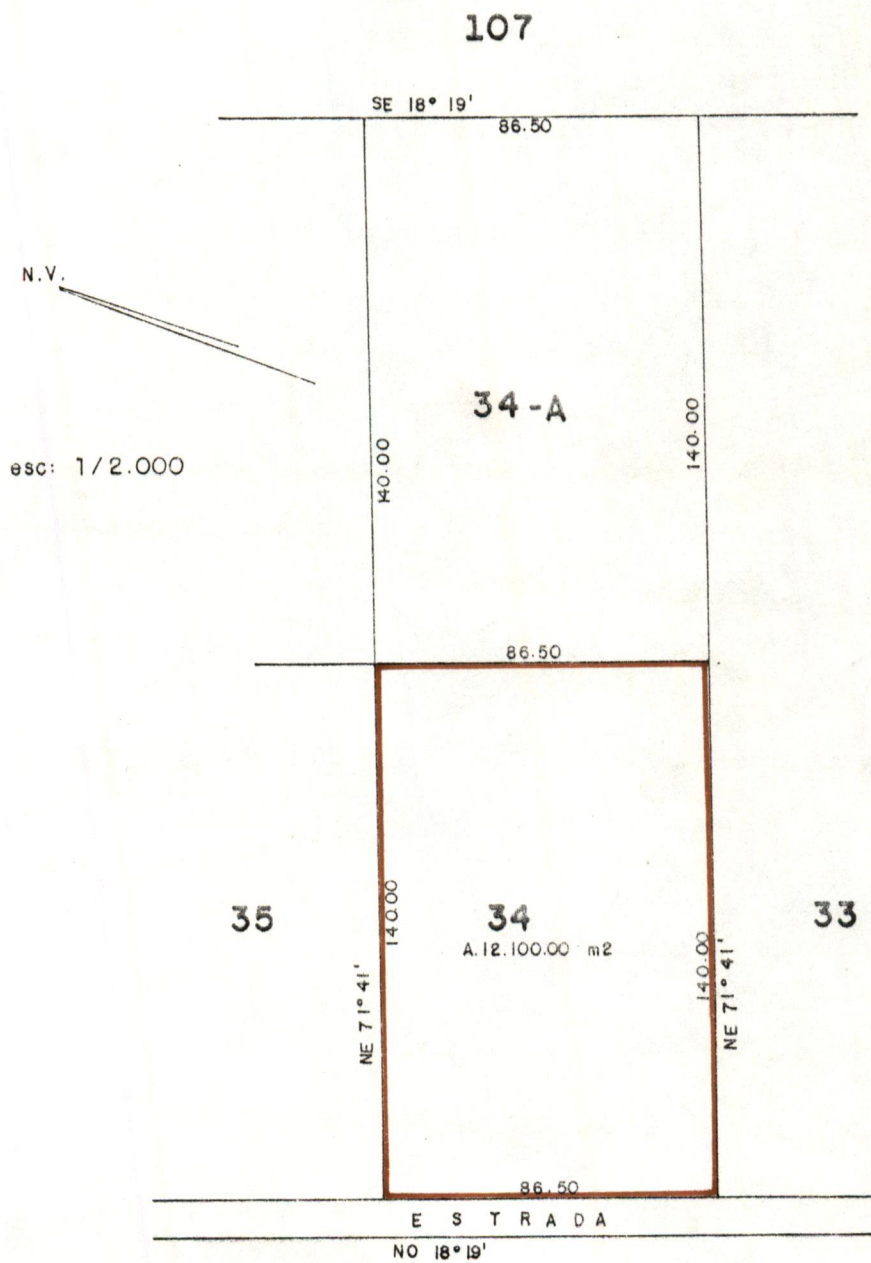 107
SE 18° 19'
86.50
N.V.
34-A
140.00
140.00
esc: 1/2.000
86.50
35
34
33
A.12.100.00 m2
140.00
140.00
NE 71° 41'
NE 71° 41'
86.50
ESTRADA
NO 18° 19'